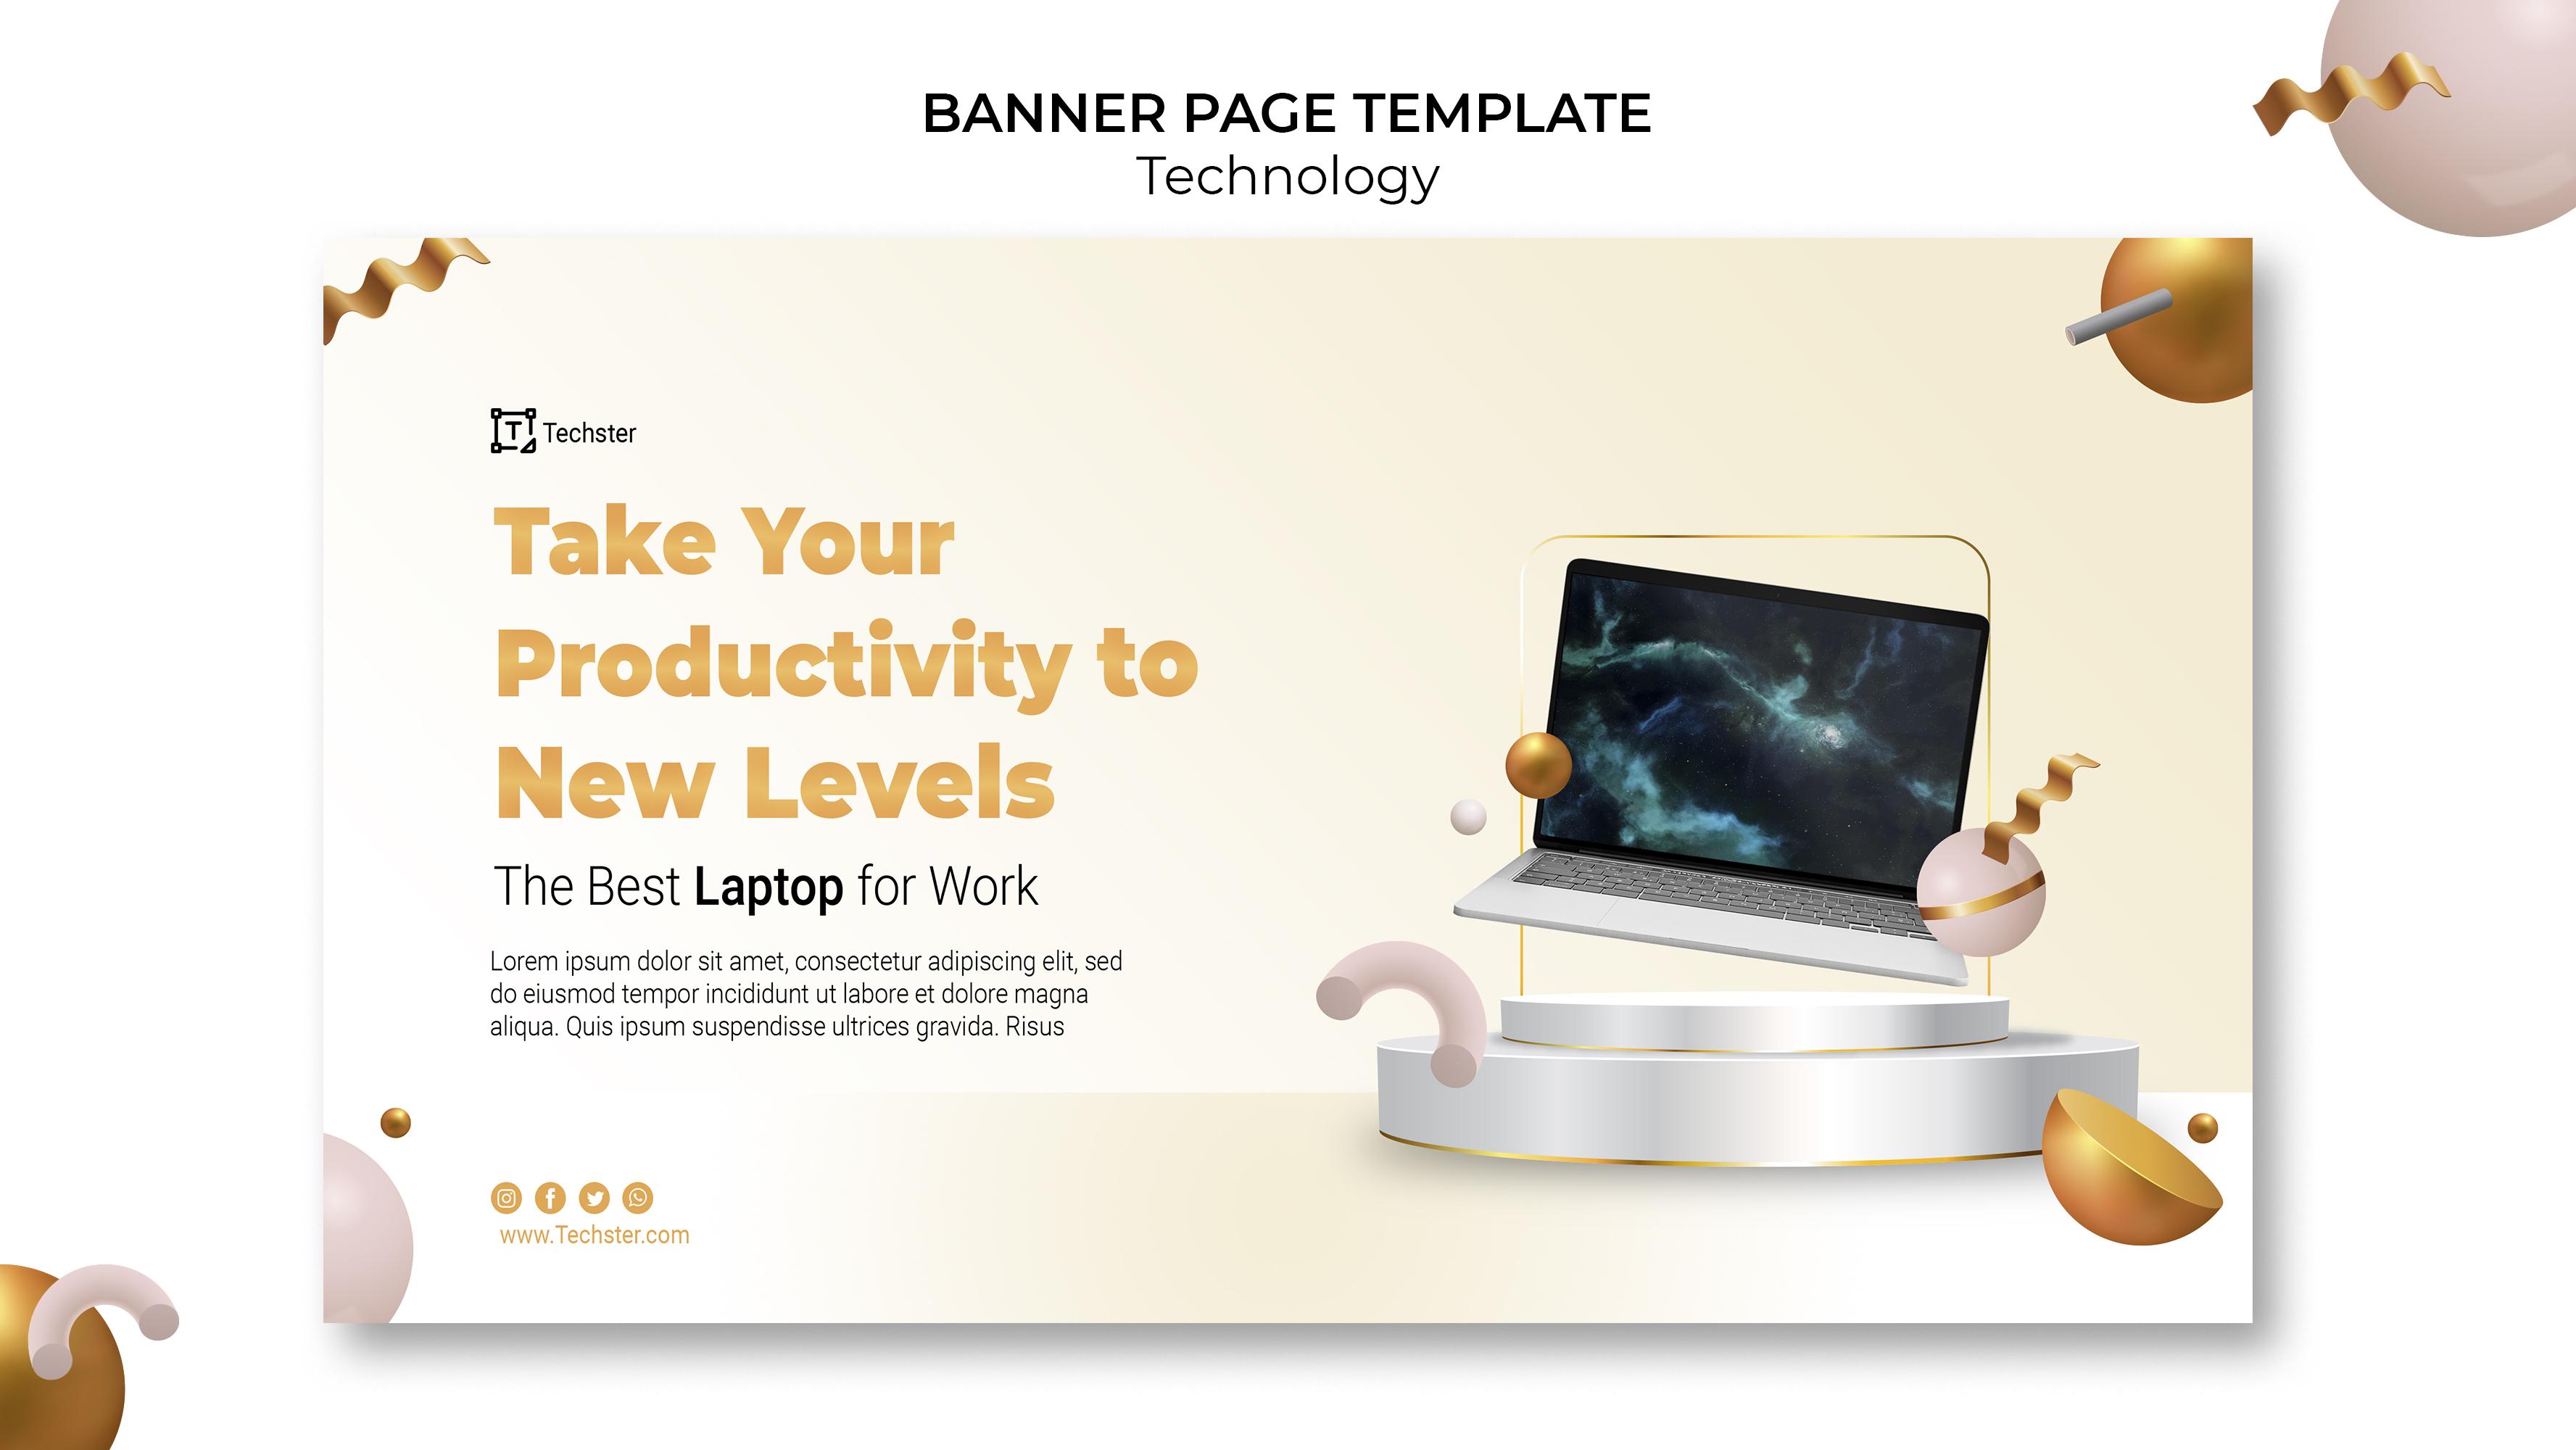 BANNER PAGE TEMPLATE
Technology
T Techster
Take Your
Productivity to
New Levels
The Best Laptop for Work
Lorem ipsum dolor sit amet, consectetur adipiscing elit, sed
do eiusmod tempor incididunt ut labore et dolore magna
aliqua. Quis ipsum suspendisse ultrices gravida. Risus
www.Techster.com